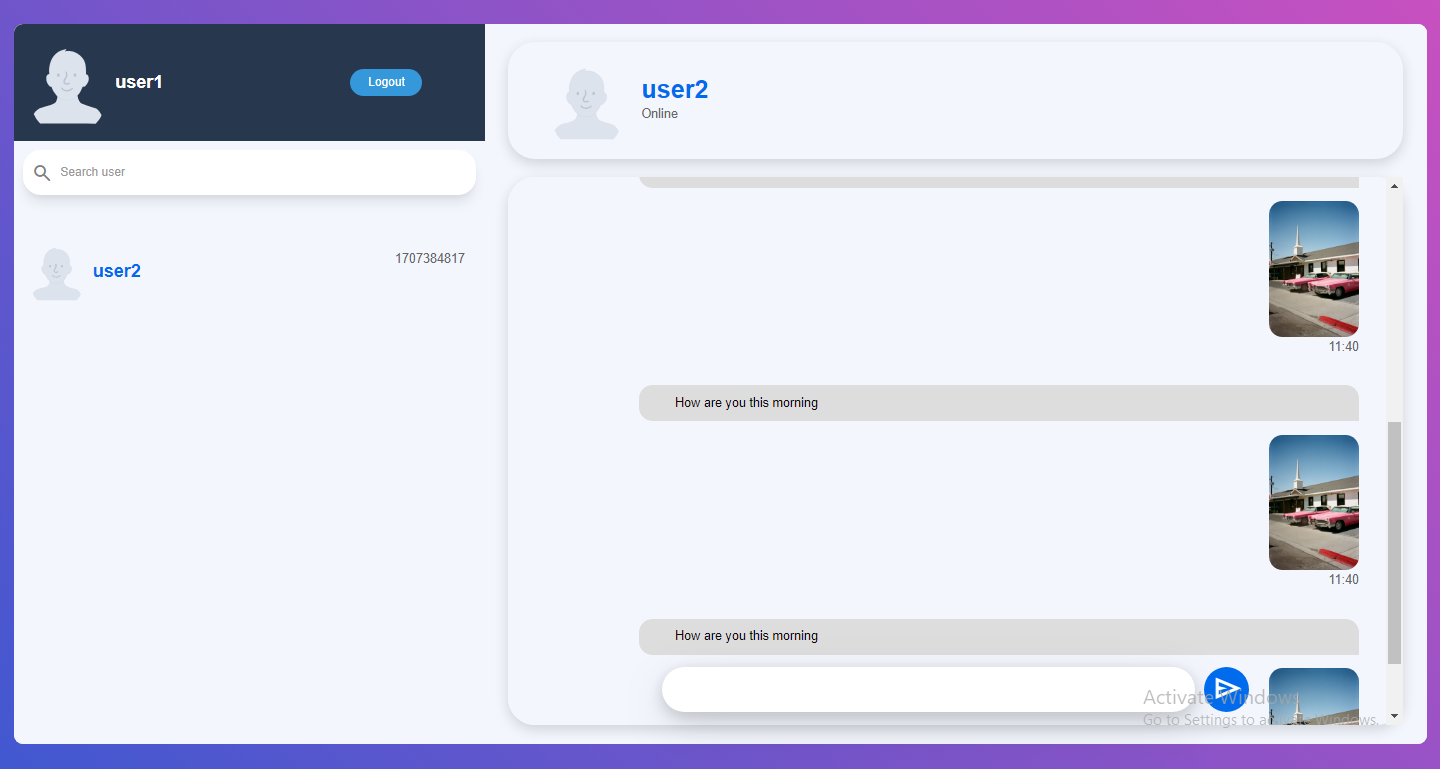 user1
Logout
Search user
user2
1707384817
user2
Online
11:40
How are you this morning
11:40
How are you this morning
Activate Windows
Go to Settings to activate Windows.